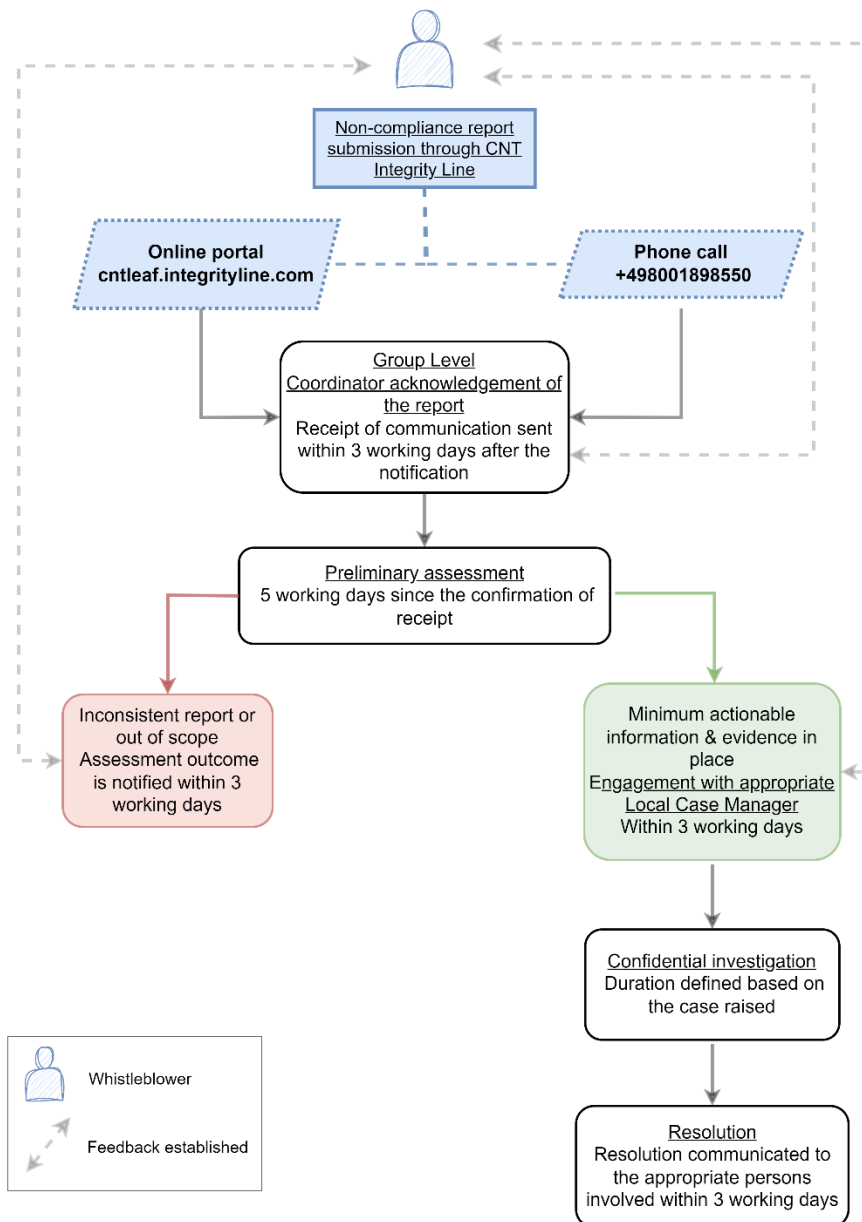 Non-compliance report
submission through CNT
Integrity Line
Online portal
cntleaf.integrityline.com
Phone call
+498001898550
Group Level
Coordinator acknowledgement of
the report
Receipt of communication sent
within 3 working days after the
notification
Preliminary assessment
5 working days since the confirmation of
receipt
Inconsistent report or
out of scope
Assessment outcome
is notified within 3
working days
Minimum actionable
information & evidence in
place
Engagement with appropriate
Local Case Manager
Within 3 working days
Confidential investigation
Duration defined based on
the case raised
Resolution
Resolution communicated to
the appropriate persons
involved within 3 working days
Whistleblower
Feedback established